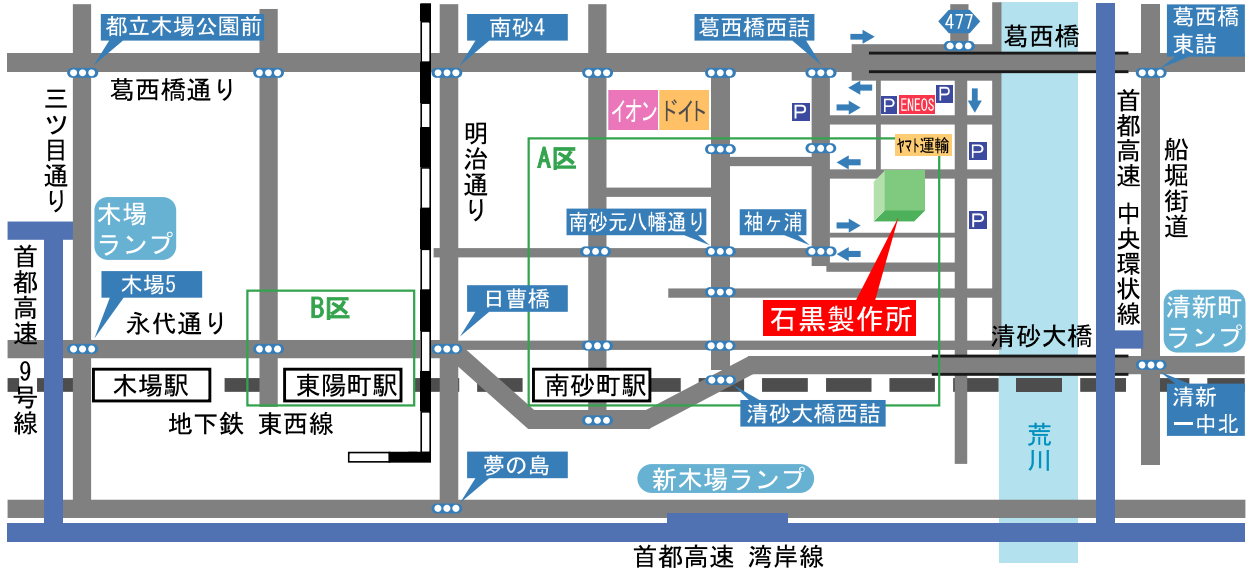 都立木場公園前
南砂4
葛西橋西詰
477
葛西橋
葛西橋
東詰
葛西橋通り
三ツ目通り
明治通り
イオン
ドイト
P
P
ENEOS
P
首都高速 中央環状線
船堀街道
A区
ヤマト運輸
P
木場
ランプ
南砂元八幡通り
袖ヶ浦
P
首都高速 9号線
木場5
永代通り
B区
日曹橋
石黒製作所
清砂大橋
清新町
ランプ
木場駅
東陽町駅
南砂町駅
清砂大橋西詰
清新
一中北
地下鉄 東西線
荒川
夢の島
新木場ランプ
首都高速 湾岸線